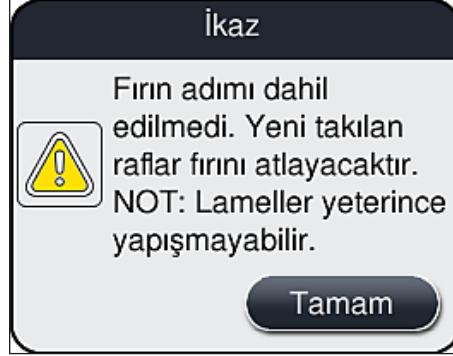 İkaz
Fırın adımı dahil
edilmedi. Yeni takılan
raflar fırını atlayacaktır.
NOT: Lameller yeterince
yapışmayabilir.
Tamam